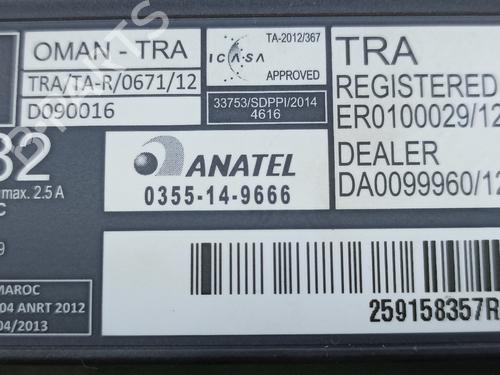 OMAN - TRA
TRA/TA-R/0671/12
D090016
ICASA
TA-2012/367
APPROVED
33753/SDPPI/2014
4616
TRA
REGISTERED
ER0100029/12
DEALER
DA0099960/12
32
max. 2.5 A
C
9
ANATEL
0355-14-9666
MAROC
04 ANRT 2012
04/2013
259158357R
B-PARTS